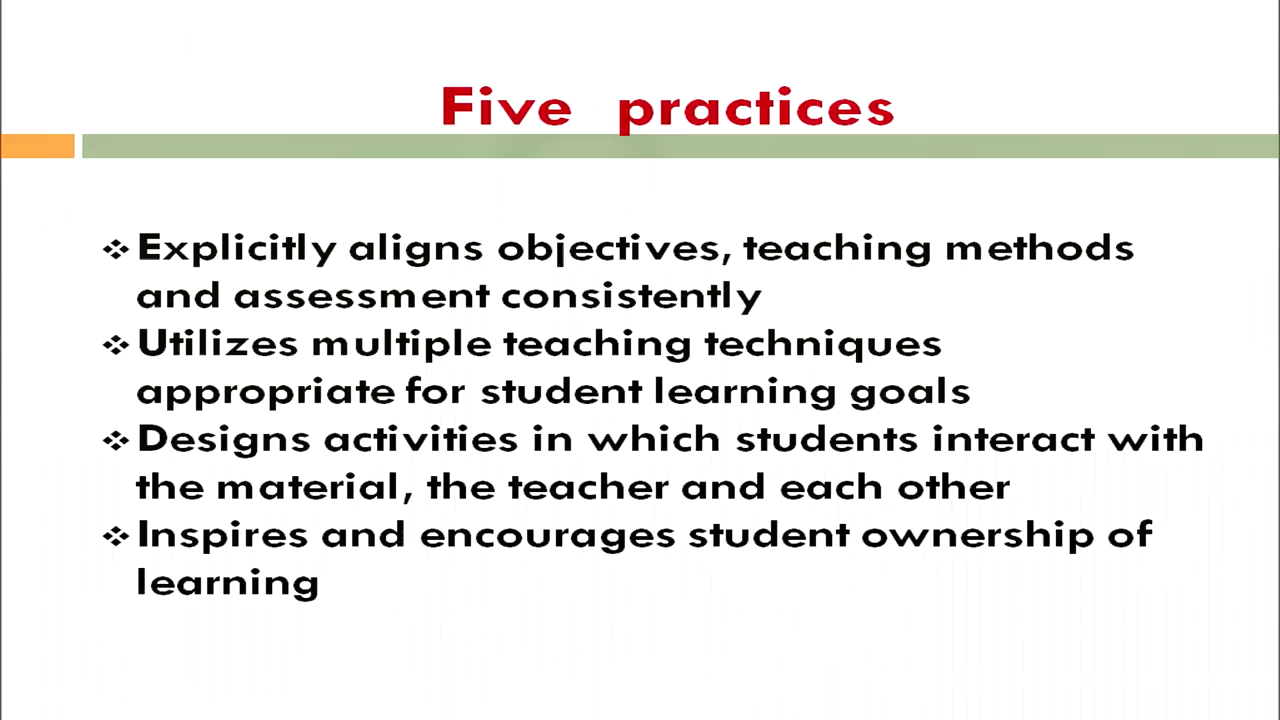 Five practices
❖Explicitly aligns objectives, teaching methods
and assessment consistently
❖Utilizes multiple teaching techniques
appropriate for student learning goals
❖Designs activities in which students interact with
the material, the teacher and each other
❖Inspires and encourages student ownership of
learning